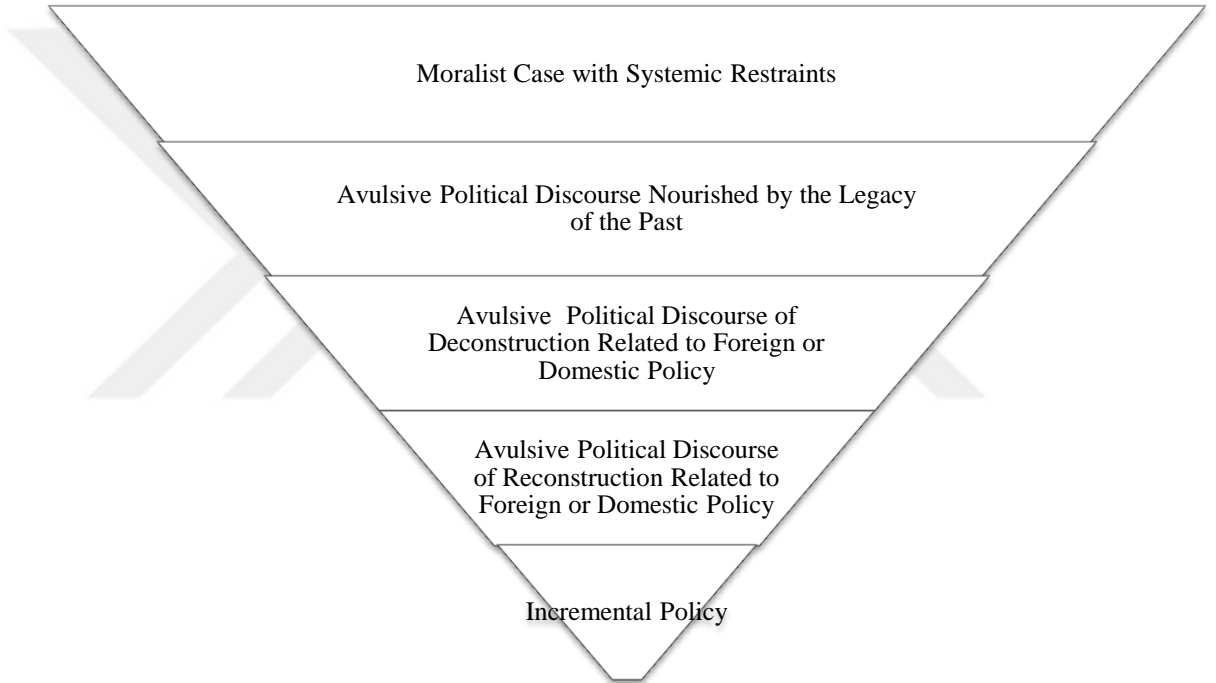 Moralist Case with Systemic Restraints
Avulsive Political Discourse Nourished by the Legacy
of the Past
Avulsive Political Discourse of
Deconstruction Related to Foreign or
Domestic Policy
Avulsive Political Discourse
of Reconstruction Related to
Foreign or Domestic Policy
Incremental Policy